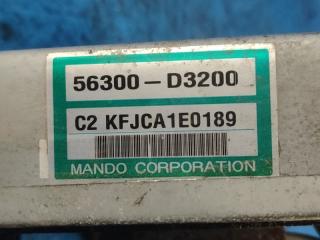 56300-D3200
C2 KFJCA1E0189
MANDO CORPORATION